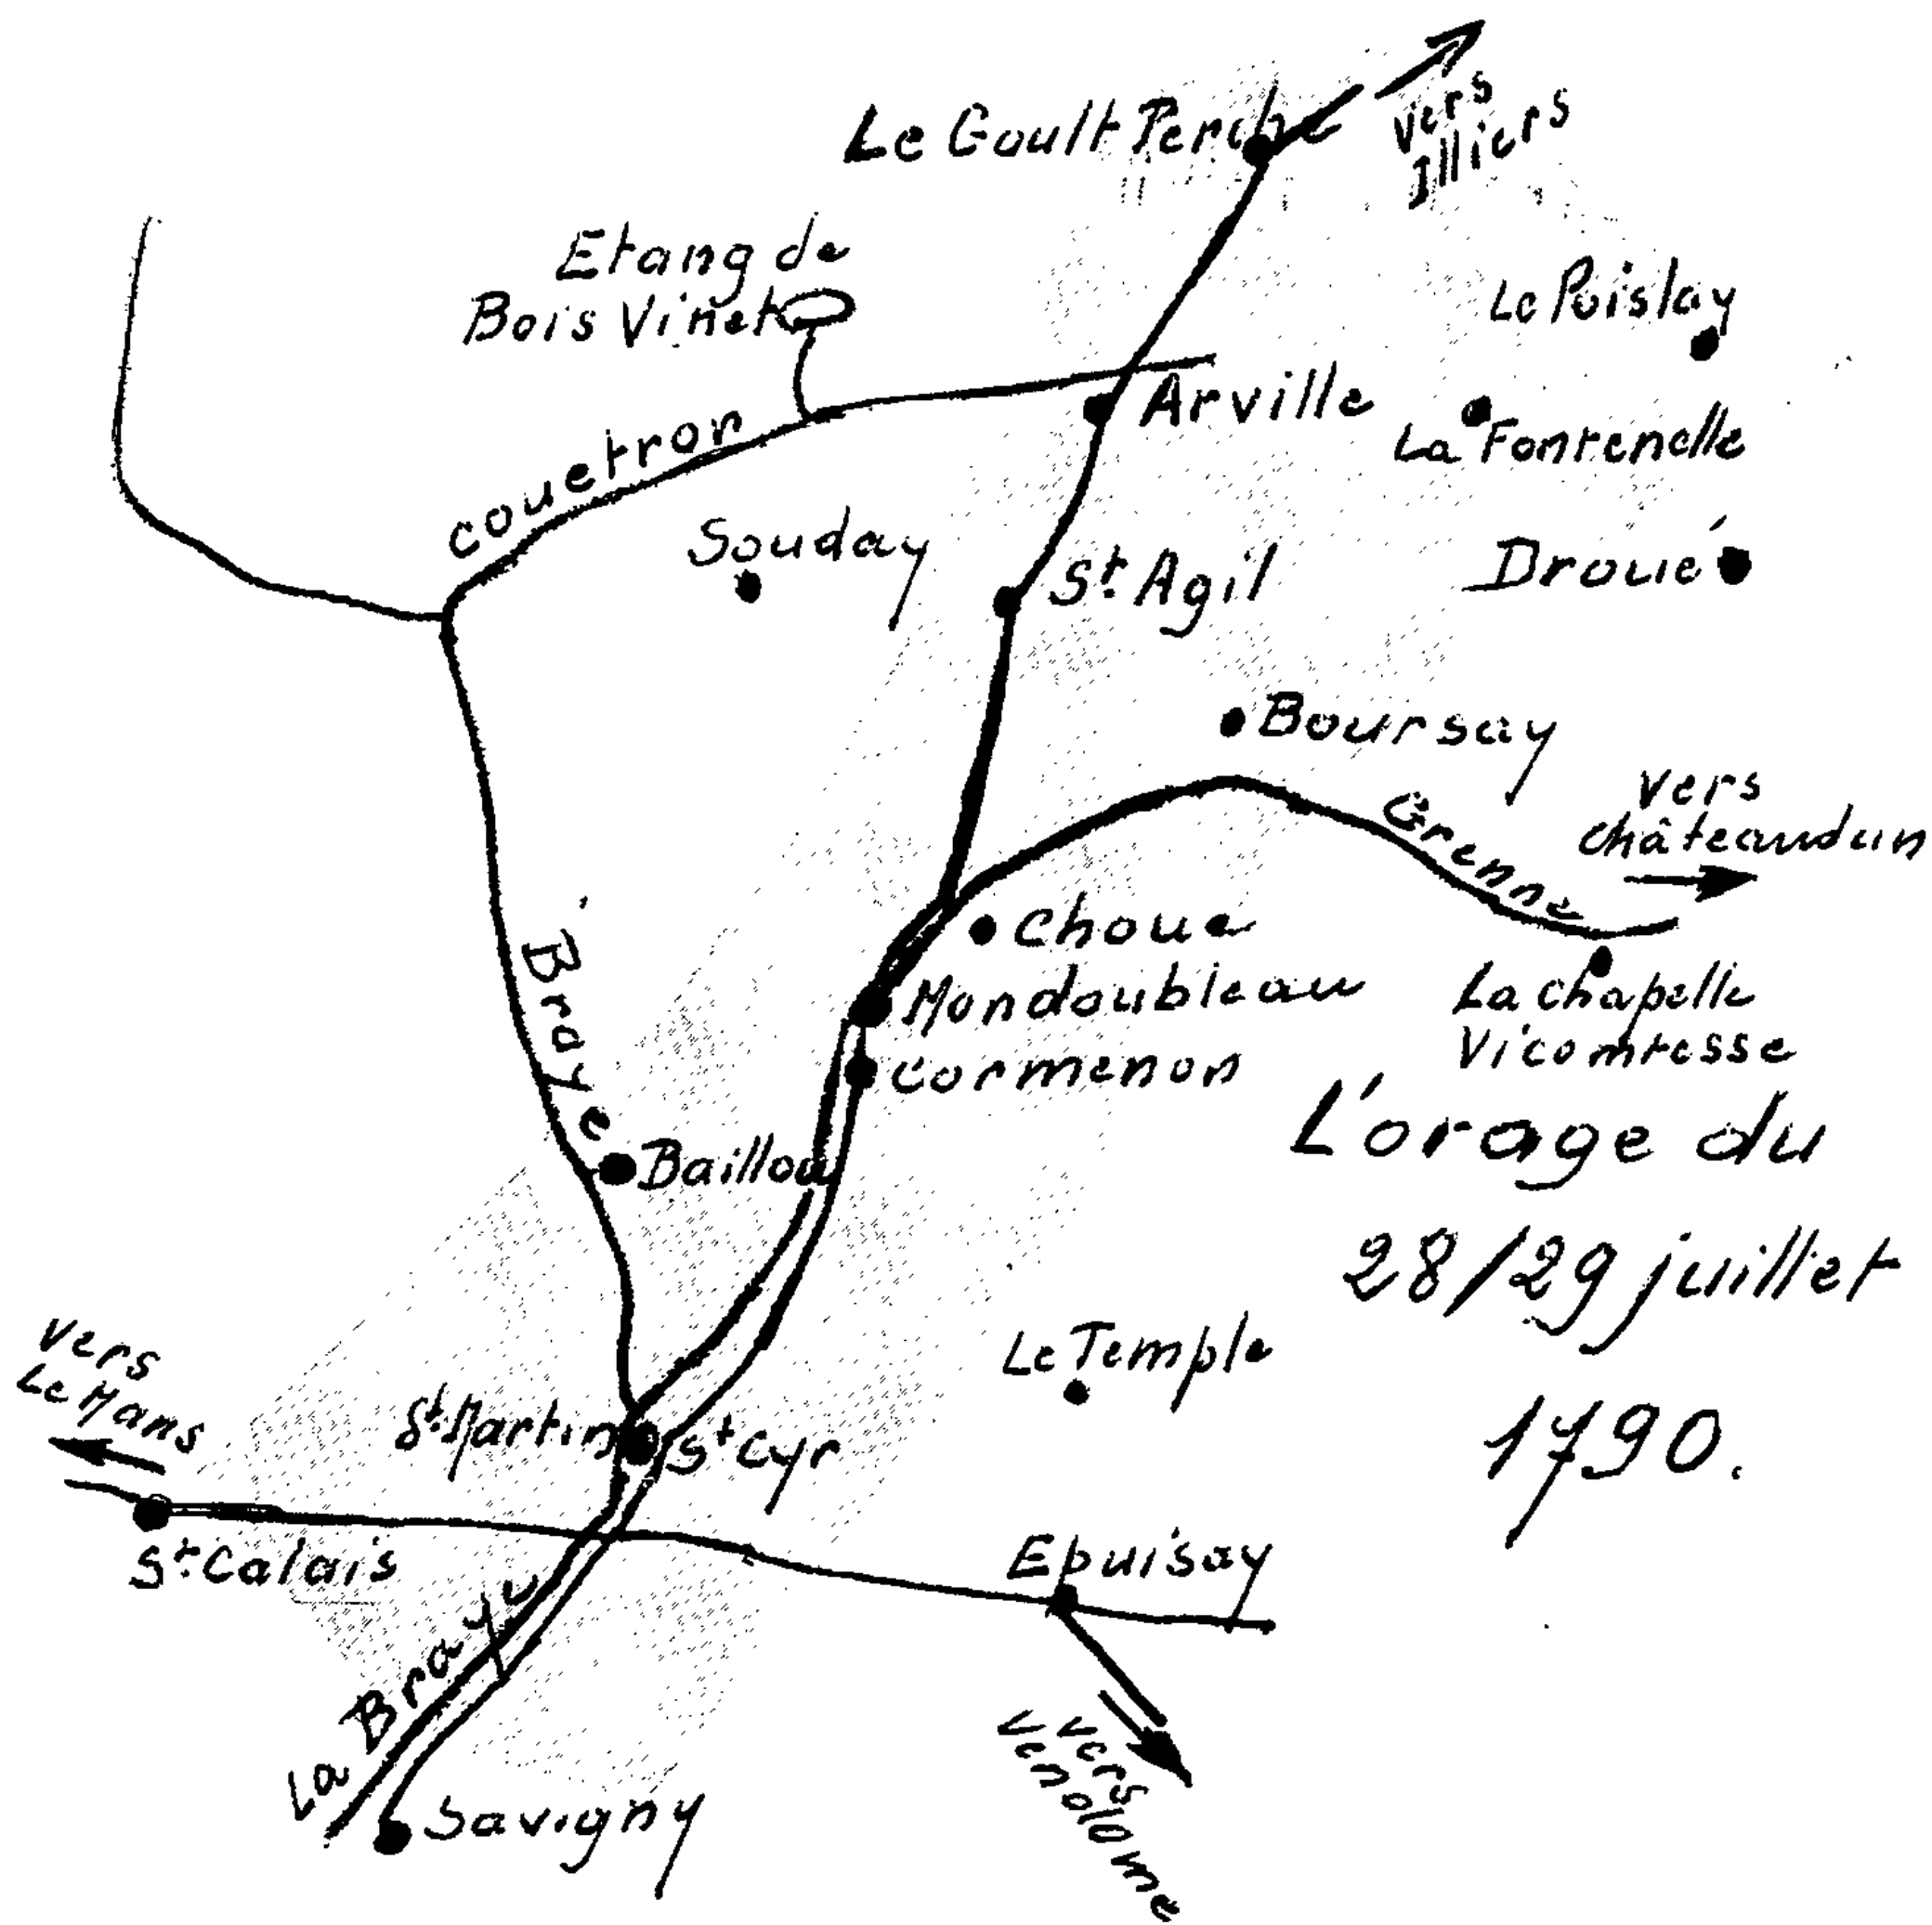 Le Goult Perche
vers
Illiers
Etang de
Bois Vinet
Le Poislay
Arville
La Fontenelle
couetron
Souday
St Agil
Droué
Boursay
vers
châteaudun
Grenne
Choue
Mondoubleau
La chapelle
Vicomtesse
cormenon
Braye
Baillou
L'orage du
28/29 juillet
1790.
Le Temple
vers
Le Mans
St Martin
St Cyr
St Calais
Epuisay
La Braye
Savigny
vers
Vendome